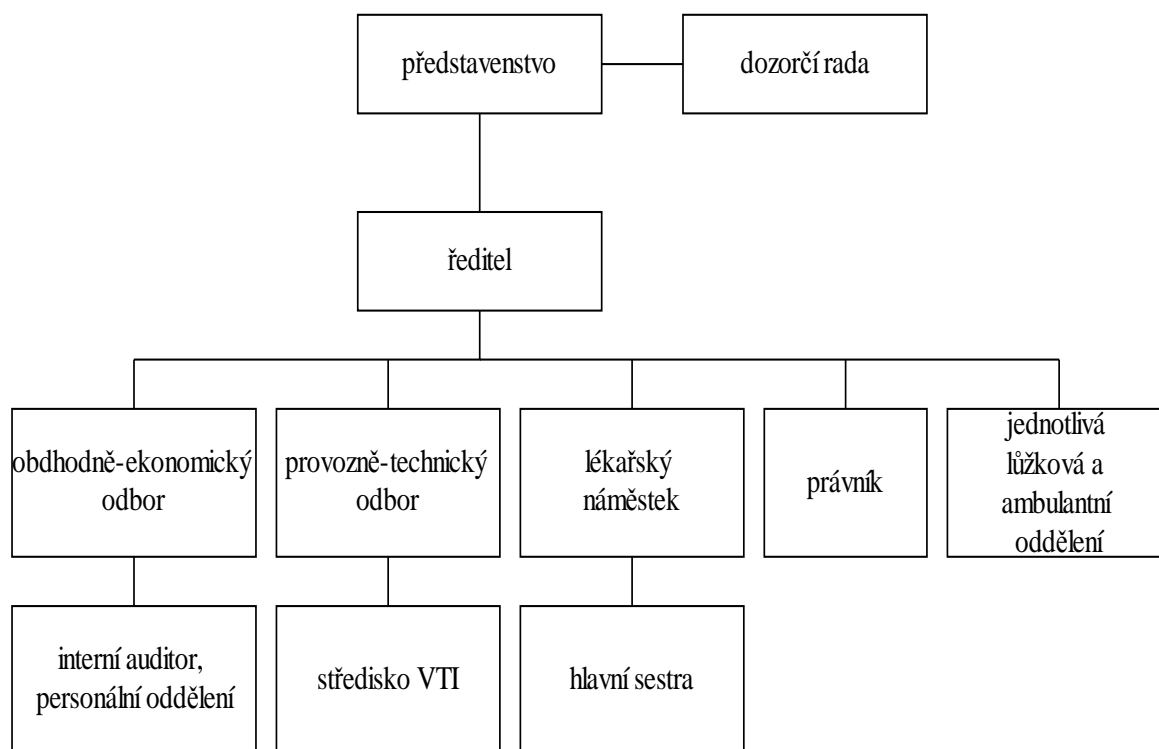 představenstvo
dozorčí rada
ředitel
obdhodně-ekonomický
odbor
provozně-technický
odbor
lékařský
náměstek
právník
jednotlivá
lůžková a
ambulantní
oddělení
interní auditor,
personální oddělení
středisko VTI
hlavní sestra